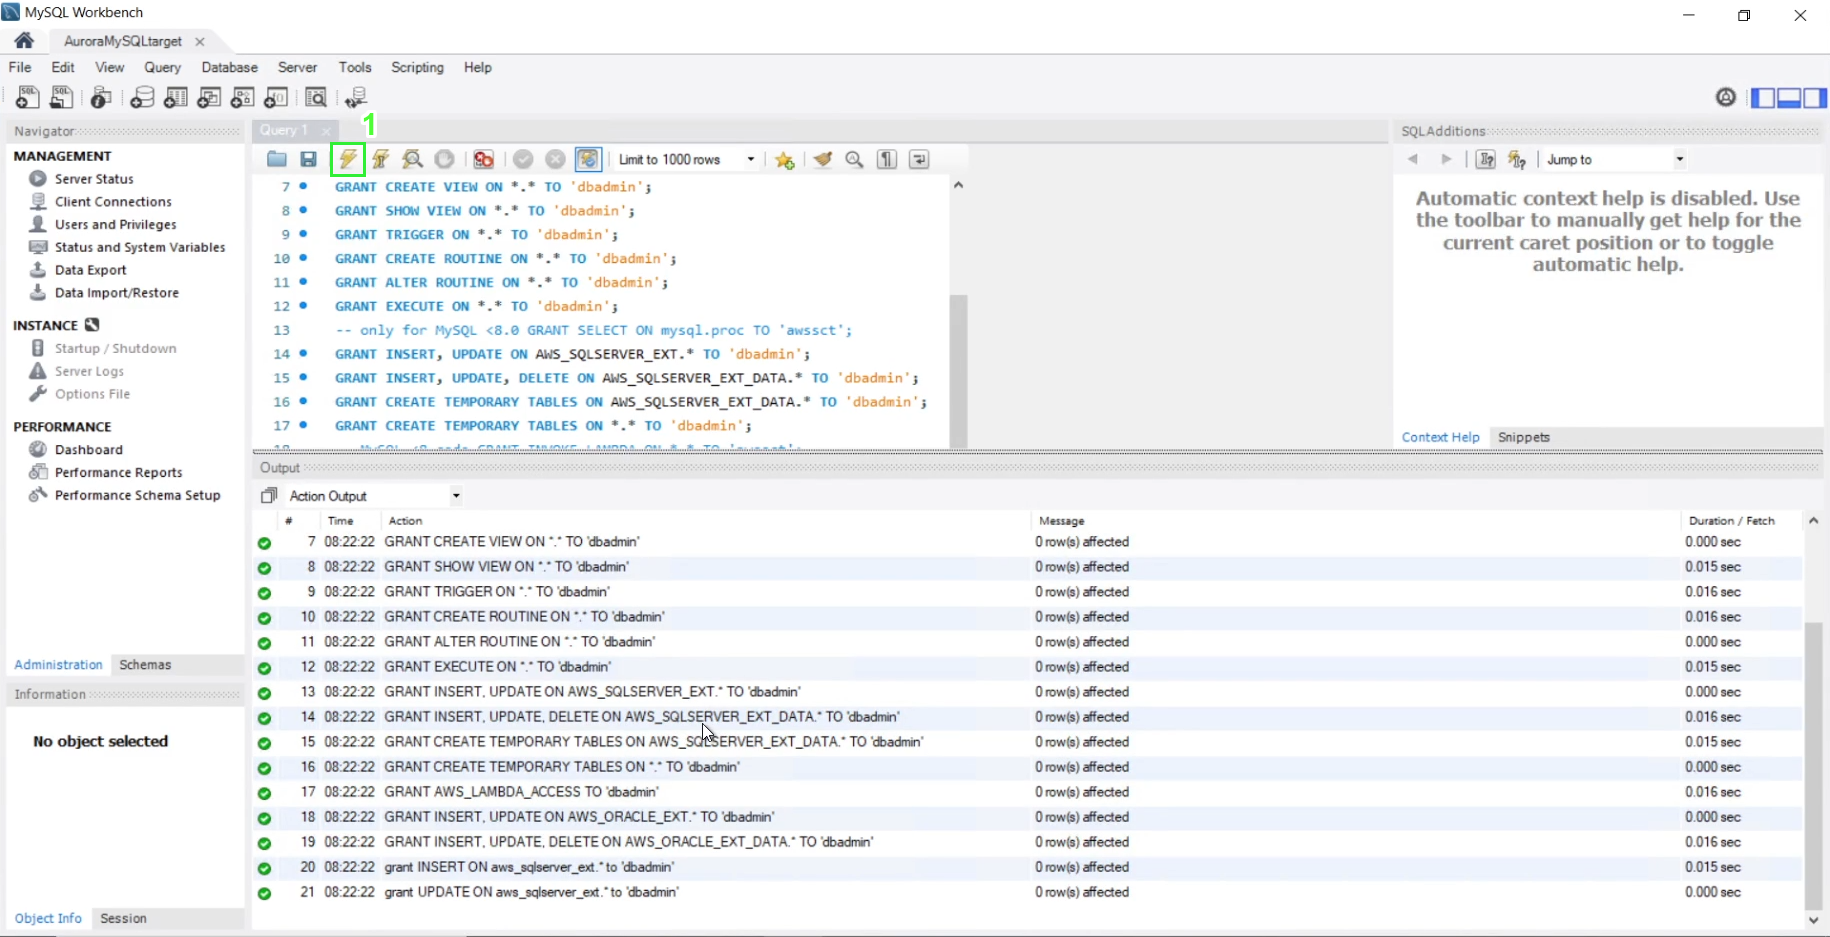 MySQL Workbench
AuroraMySQLtarget
File Edit View Query Database Server Tools Scripting Help
SQL SQL
1
Navigator
MANAGEMENT
Server Status
Client Connections
Users and Privileges
Status and System Variables
Data Export
Data Import/Restore
INSTANCE
Startup / Shutdown
Server Logs
Options File
PERFORMANCE
Dashboard
Performance Reports
Performance Schema Setup
Administration Schemas
Information
No object selected
Object Info Session
Query 1
Limit to 1000 rows
7 GRANT CREATE VIEW ON *.* TO 'dbadmin';
8 GRANT SHOW VIEW ON *.* TO 'dbadmin';
9 GRANT TRIGGER ON *.* TO 'dbadmin';
10 GRANT CREATE ROUTINE ON *.* TO 'dbadmin';
11 GRANT ALTER ROUTINE ON *.* TO 'dbadmin';
12 GRANT EXECUTE ON *.* TO 'dbadmin';
13 -- only for MySQL <8.0 GRANT SELECT ON mysql.proc TO 'awssct';
14 GRANT INSERT, UPDATE ON AWS_SQLSERVER_EXT.* TO 'dbadmin';
15 GRANT INSERT, UPDATE, DELETE ON AWS_SQLSERVER_EXT_DATA.* TO 'dbadmin';
16 GRANT CREATE TEMPORARY TABLES ON AWS_SQLSERVER_EXT_DATA.* TO 'dbadmin';
17 GRANT CREATE TEMPORARY TABLES ON *.* TO 'dbadmin';
SQLAdditions
Jump to
Automatic context help is disabled. Use
the toolbar to manually get help for the
current caret position or to toggle
automatic help.
Context Help Snippets
Output
Action Output
# Time Action Message Duration / Fetch
7 08:22:22 GRANT CREATE VIEW ON *.* TO 'dbadmin' 0 row(s) affected 0.000 sec
8 08:22:22 GRANT SHOW VIEW ON *.* TO 'dbadmin' 0 row(s) affected 0.015 sec
9 08:22:22 GRANT TRIGGER ON *.* TO 'dbadmin' 0 row(s) affected 0.016 sec
10 08:22:22 GRANT CREATE ROUTINE ON *.* TO 'dbadmin' 0 row(s) affected 0.016 sec
11 08:22:22 GRANT ALTER ROUTINE ON *.* TO 'dbadmin' 0 row(s) affected 0.000 sec
12 08:22:22 GRANT EXECUTE ON *.* TO 'dbadmin' 0 row(s) affected 0.015 sec
13 08:22:22 GRANT INSERT, UPDATE ON AWS_SQLSERVER_EXT.* TO 'dbadmin' 0 row(s) affected 0.000 sec
14 08:22:22 GRANT INSERT, UPDATE, DELETE ON AWS_SQLSERVER_EXT_DATA.* TO 'dbadmin' 0 row(s) affected 0.016 sec
15 08:22:22 GRANT CREATE TEMPORARY TABLES ON AWS_SQLSERVER_EXT_DATA.* TO 'dbadmin' 0 row(s) affected 0.015 sec
16 08:22:22 GRANT CREATE TEMPORARY TABLES ON *.* TO 'dbadmin' 0 row(s) affected 0.000 sec
17 08:22:22 GRANT AWS_LAMBDA_ACCESS TO 'dbadmin' 0 row(s) affected 0.016 sec
18 08:22:22 GRANT INSERT, UPDATE ON AWS_ORACLE_EXT.* TO 'dbadmin' 0 row(s) affected 0.000 sec
19 08:22:22 GRANT INSERT, UPDATE, DELETE ON AWS_ORACLE_EXT_DATA.* TO 'dbadmin' 0 row(s) affected 0.016 sec
20 08:22:22 grant INSERT ON aws_sqlserver_ext.* to 'dbadmin' 0 row(s) affected 0.015 sec
21 08:22:22 grant UPDATE ON aws_sqlserver_ext.* to 'dbadmin' 0 row(s) affected 0.000 sec